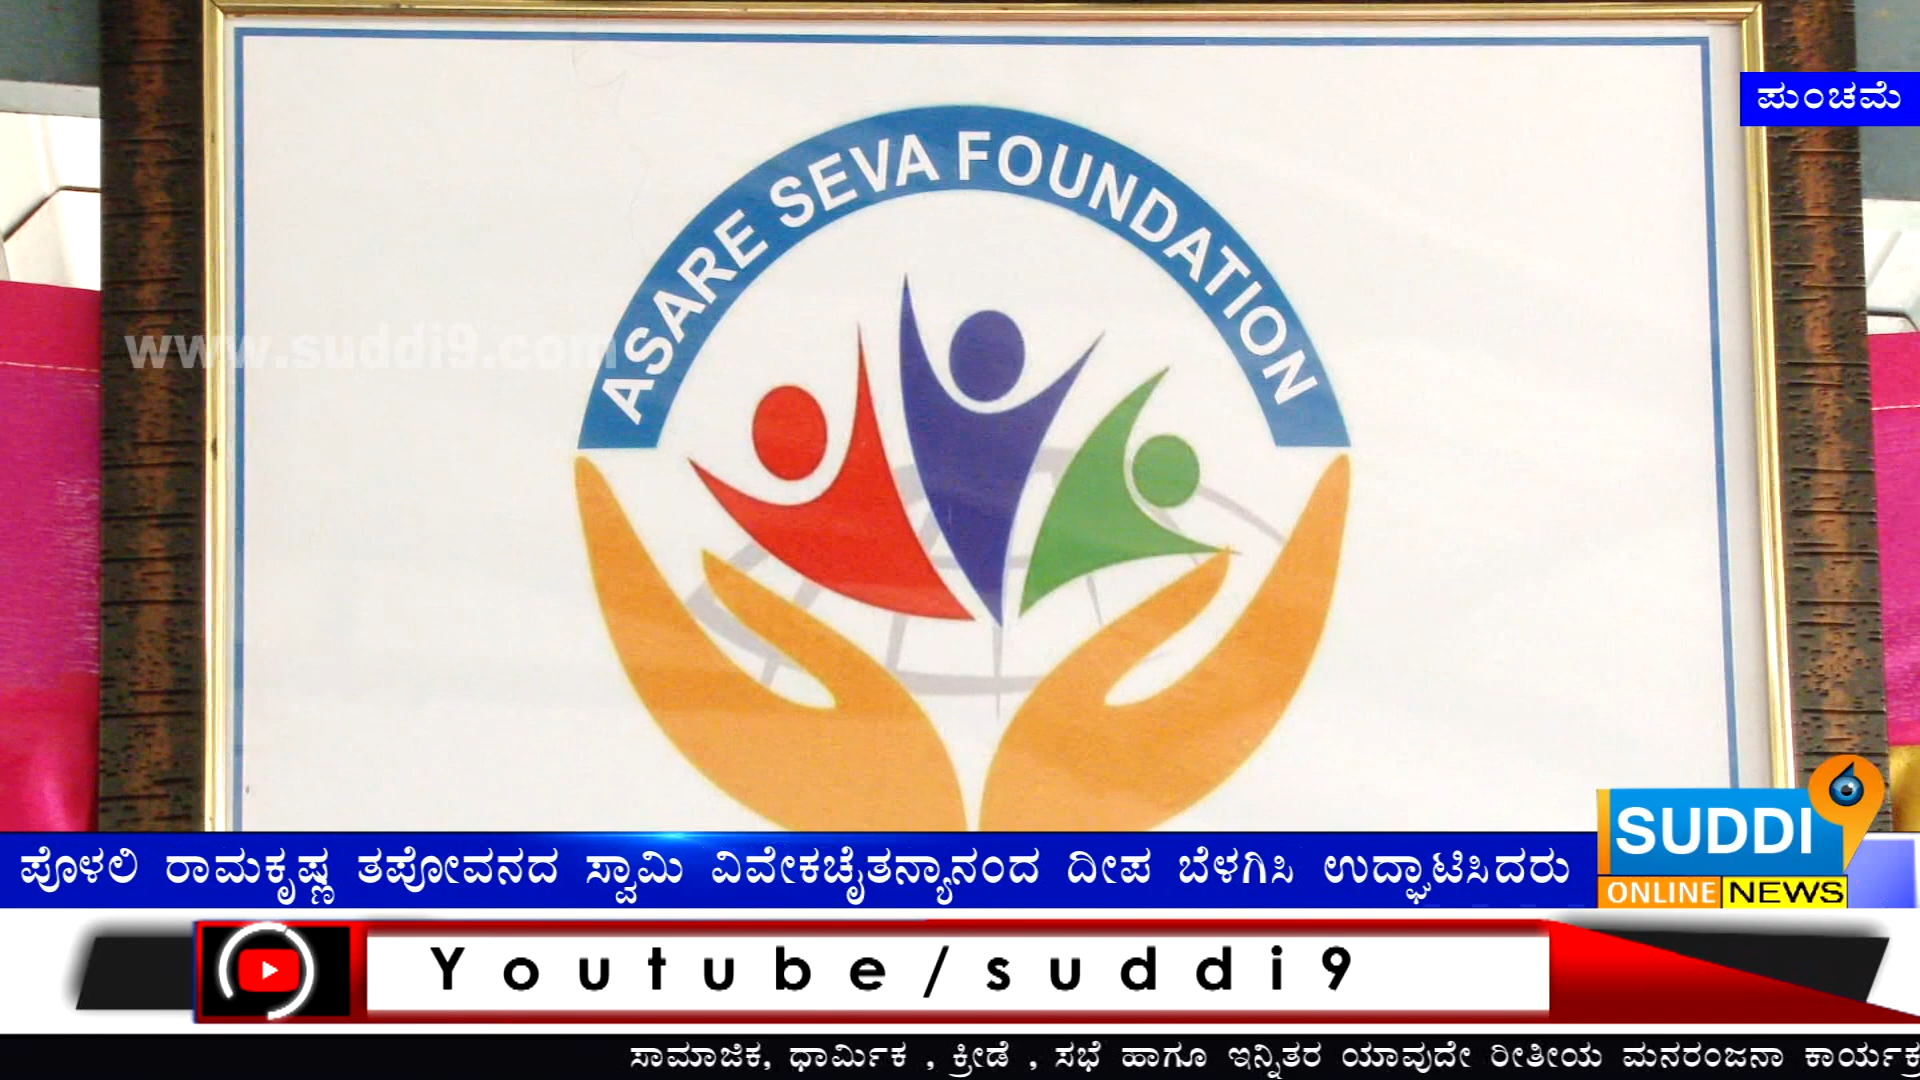 ಪುಂಚಮೆ
ASARE SEVA FOUNDATION
www.suddi9.com
SUDDI 9
ONLINE NEWS
ಪೊಳಲಿ ರಾಮಕೃಷ್ಣ ತಪೋವನದ ಸ್ವಾಮಿ ವಿವೇಕಚೈತನ್ಯಾನಂದ ದೀಪ ಬೆಳಗಿಸಿ ಉದ್ಘಾಟಿಸಿದರು
Youtube/suddi9
ಸಾಮಾಜಿಕ, ಧಾರ್ಮಿಕ , ಕ್ರೀಡೆ , ಸಭೆ ಹಾಗೂ ಇನ್ನಿತರ ಯಾವುದೇ ರೀತಿಯ ಮನರಂಜನಾ